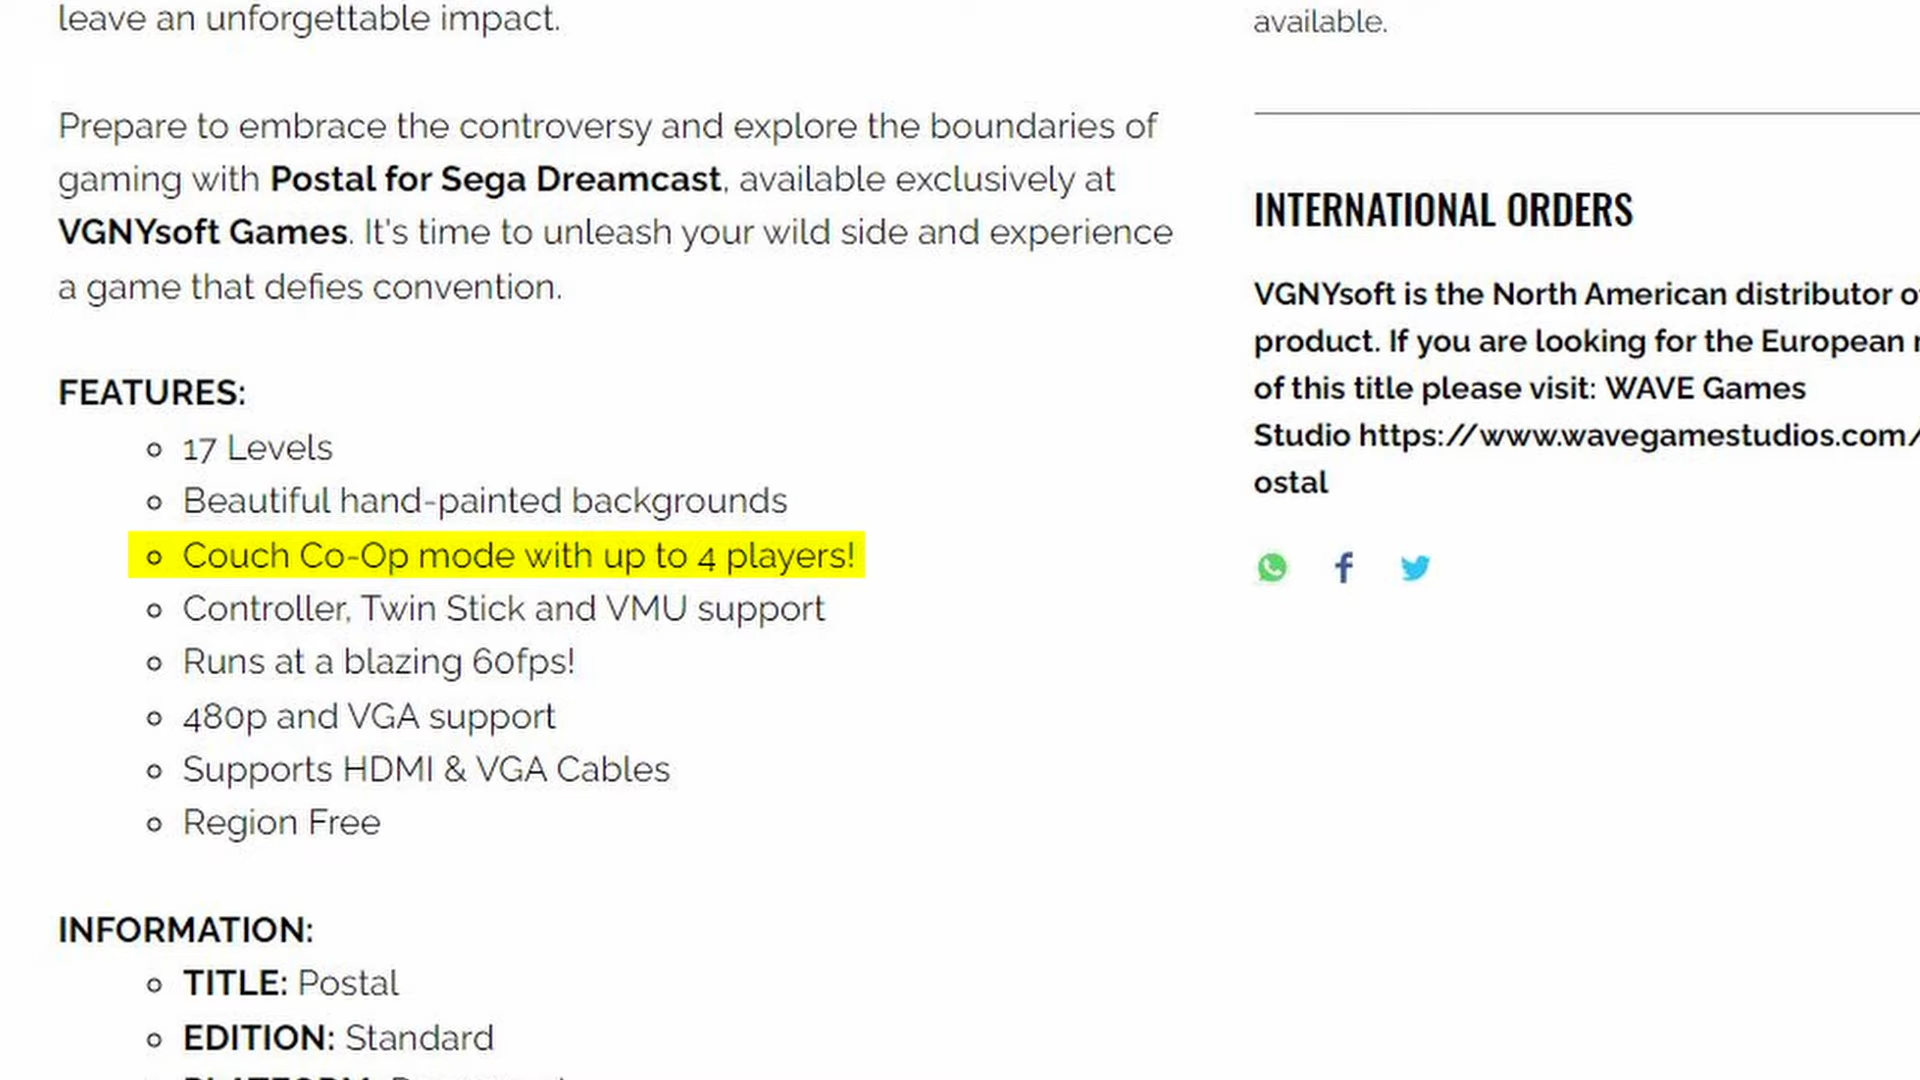 leave an unforgettable impact.
Prepare to embrace the controversy and explore the boundaries of
gaming with Postal for Sega Dreamcast, available exclusively at
VGNYsoft Games. It's time to unleash your wild side and experience
a game that defies convention.
FEATURES:
17 Levels
Beautiful hand-painted backgrounds
Couch Co-Op mode with up to 4 players!
Controller, Twin Stick and VMU support
Runs at a blazing 60fps!
480p and VGA support
Supports HDMI & VGA Cables
Region Free
INFORMATION:
TITLE: Postal
EDITION: Standard
available.
INTERNATIONAL ORDERS
VGNYsoft is the North American distributor
product. If you are looking for the European
of this title please visit: WAVE Games
Studio https://www.wavegamestudios.com/
ostal